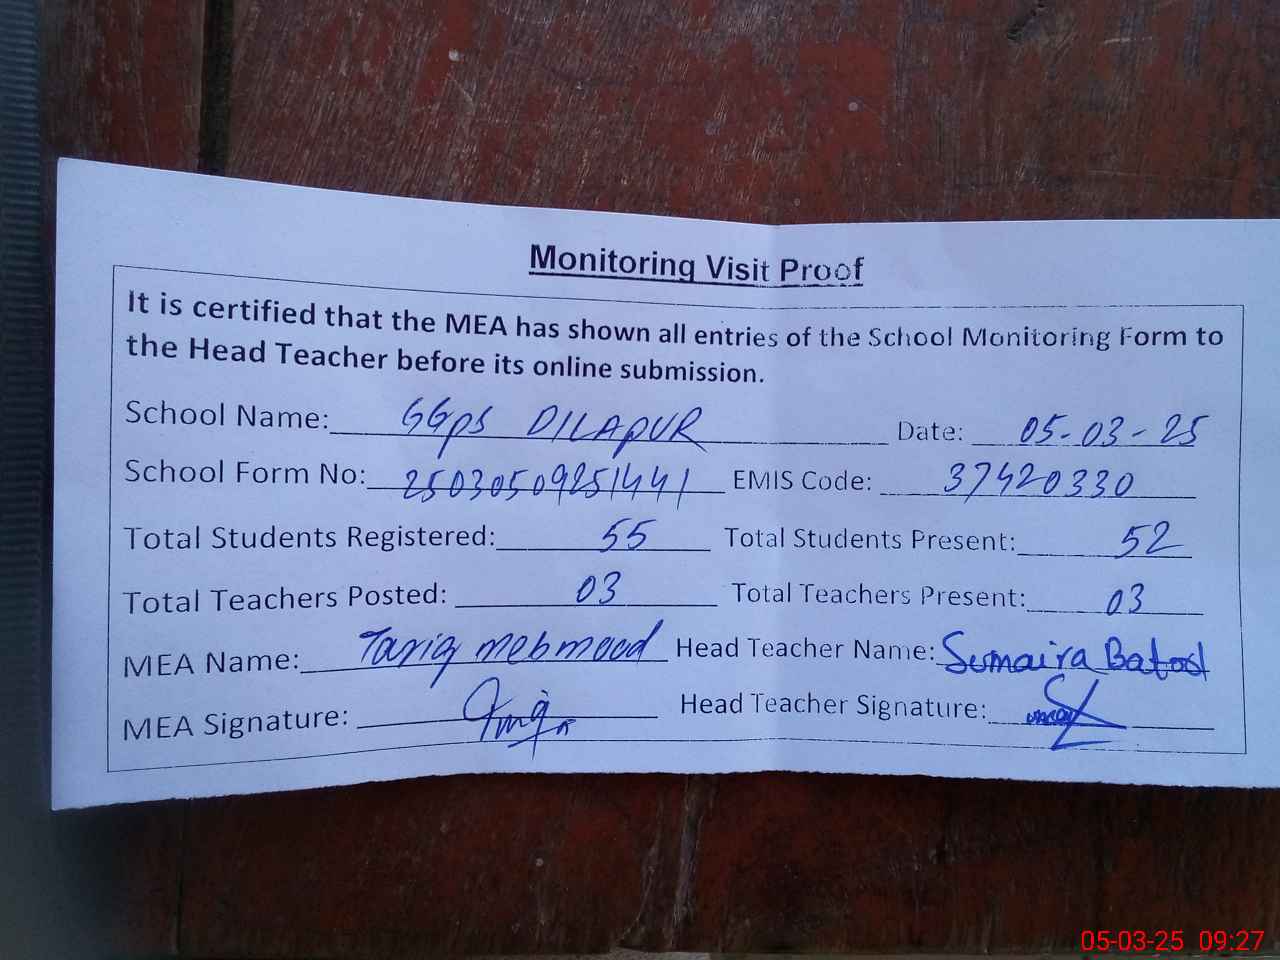 Monitoring Visit Proof
It is certified that the MEA has shown all entries of the School Monitoring Form to
the Head Teacher before its online submission.
School Name: GGPS DILAPUR Date: 05-03-25
School Form No: 25030509251441 EMIS Code: 37420330
Total Students Registered: 55 Total Students Present: 52
Total Teachers Posted: 03 Total Teachers Present: 03
MEA Name: Tariq mehmood Head Teacher Name: Sumaira Batool
MEA Signature: Head Teacher Signature:
05-03-25 09:27